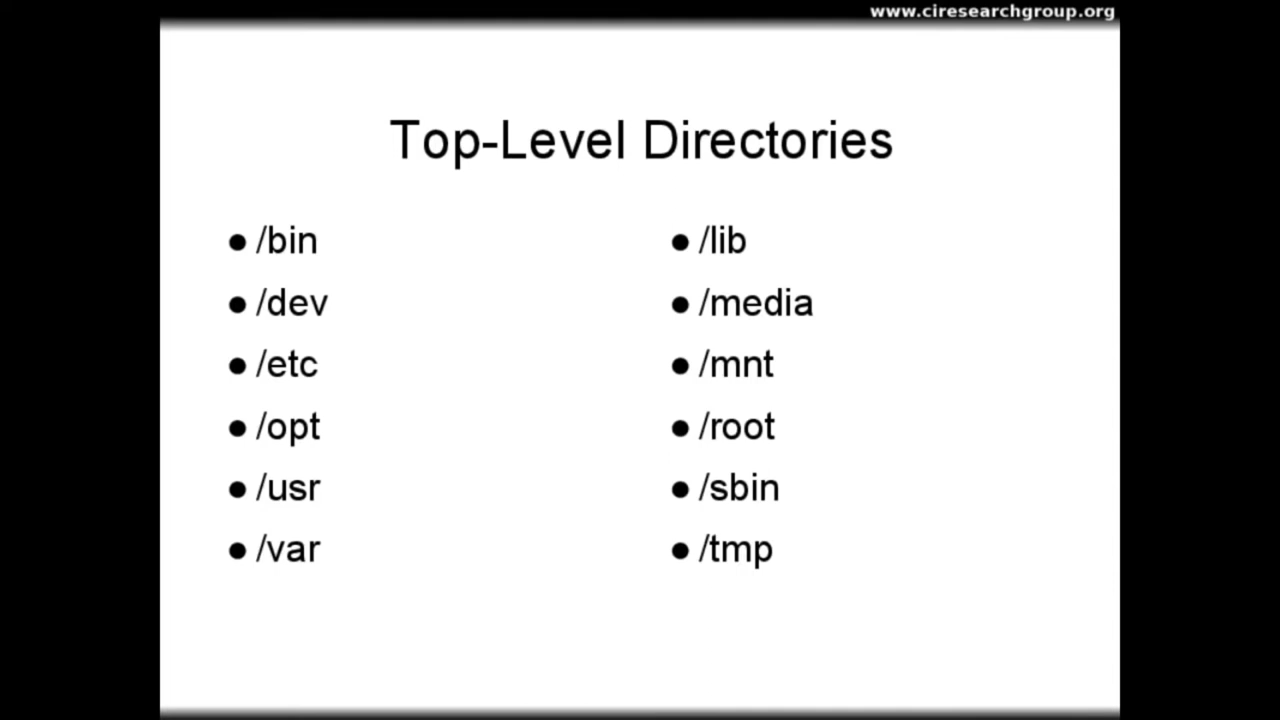 www.ciresearchgroup.org
Top-Level Directories
● /bin
● /dev
● /etc
● /opt
● /usr
● /var
● /lib
● /media
● /mnt
● /root
● /sbin
● /tmp